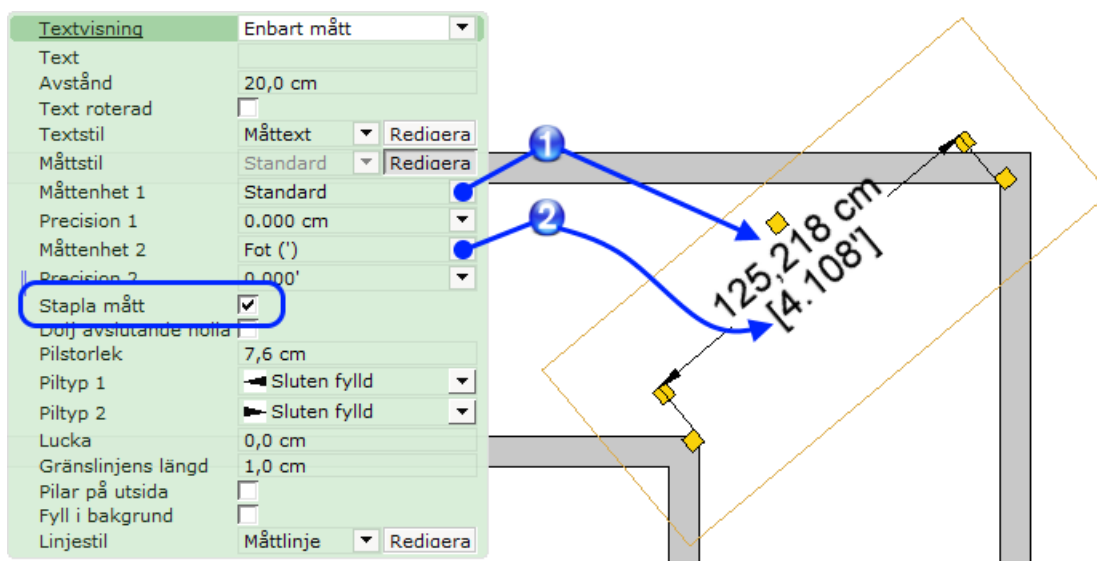 Textvisning Enbart mått
Text
Avstånd 20,0 cm
Text roterad
Textstil Måttext Redigera
Måttstil Standard Redigera
Måttenhet 1 Standard
Precision 1 0.000 cm
Måttenhet 2 Fot (')
Precision 2 0.000'
Stapla mått
Dölj avslutande nolla
Pilstorlek 7,6 cm
Piltyp 1 Sluten fylld
Piltyp 2 Sluten fylld
Lucka 0,0 cm
Gränslinjens längd 1,0 cm
Pilar på utsida
Fyll i bakgrund
Linjestil Måttlinje Redigera
1
2
125,218 cm
[4.108']